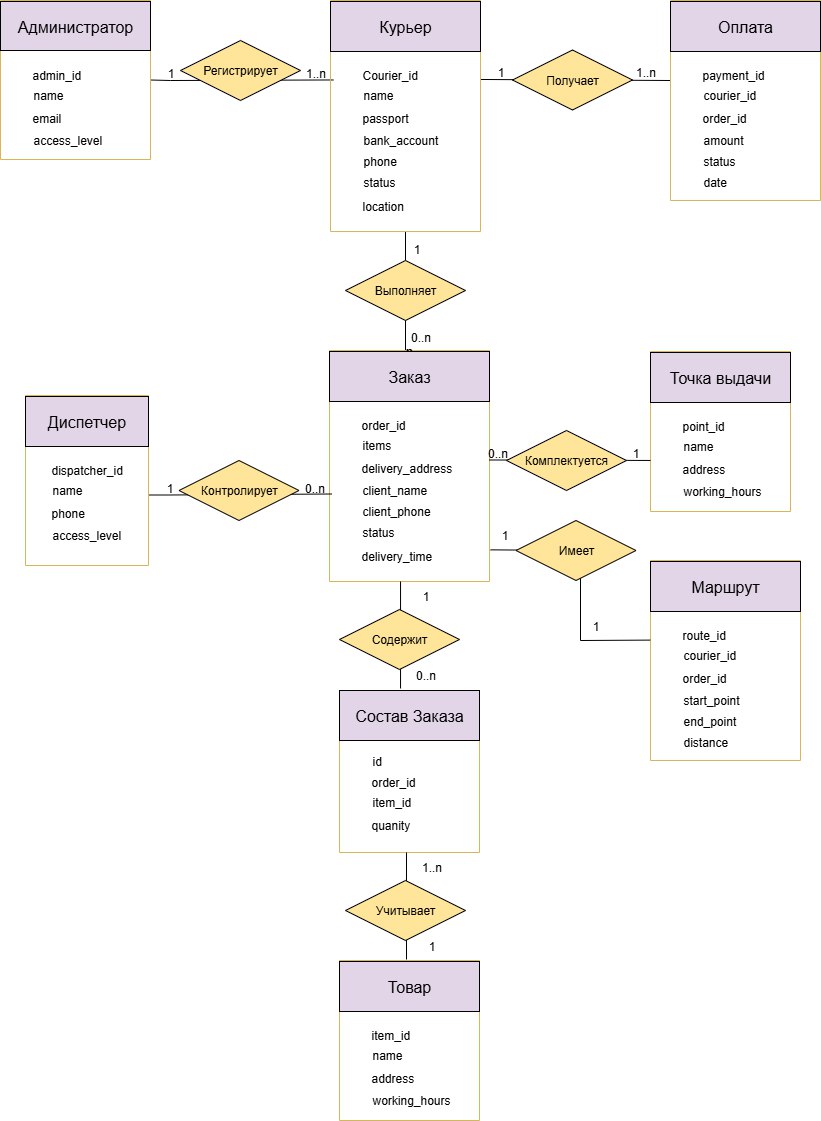 Администратор
admin_id
name
email
access_level
1
Регистрирует
1..n
Курьер
Courier_id
name
passport
bank_account
phone
status
location
1
Получает
1..n
Оплата
payment_id
courier_id
order_id
amount
status
date
1
Выполняет
0..n
Заказ
order_id
items
delivery_address
client_name
client_phone
status
delivery_time
Диспетчер
dispatcher_id
name
phone
access_level
1
Контролирует
0..n
0..n
Комплектуется
1
Точка выдачи
point_id
name
address
working_hours
1
Имеет
1
Маршрут
route_id
courier_id
order_id
start_point
end_point
distance
1
Содержит
0..n
Состав Заказа
id
order_id
item_id
quanity
1..n
Учитывает
1
Товар
item_id
name
address
working_hours